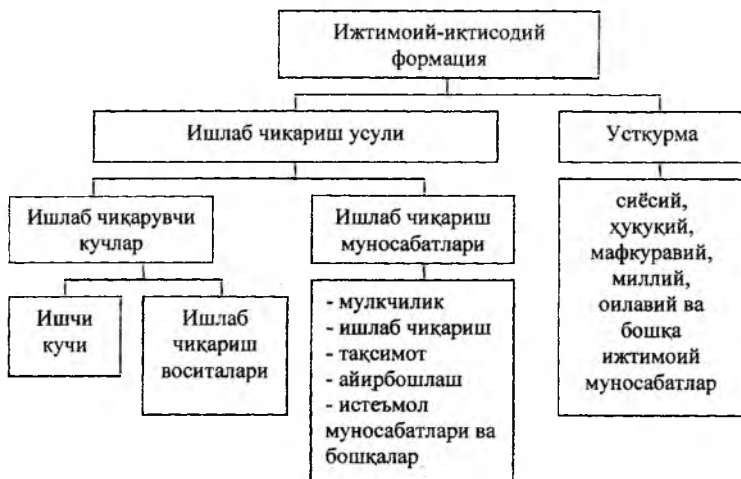 Ижтимоий-иқтисодий
формация
Ишлаб чиқариш усули
Устқурма
Ишлаб чиқарувчи
кучлар
Ишлаб чиқариш
муносабатлари
сиёсий,
ҳуқуқий,
мафкуравий,
миллий,
оилавий ва
бошқа
ижтимоий
муносабатлар
Ишчи
кучи
Ишлаб
чиқариш
воситалари
- мулкчилик
- ишлаб чиқариш
- тақсимот
- айирбошлаш
- истеъмол
муносабатлари ва
бошқалар